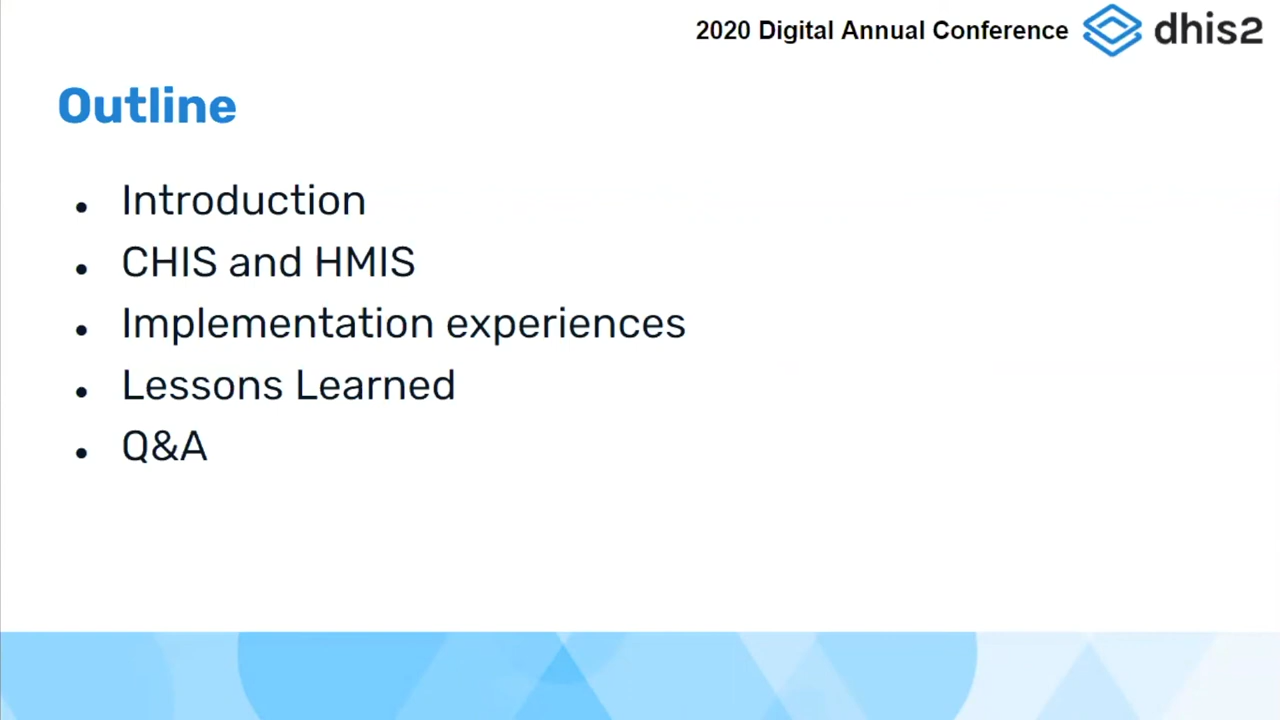 2020 Digital Annual Conference dhis2
Outline
• Introduction
• CHIS and HMIS
• Implementation experiences
• Lessons Learned
• Q&A